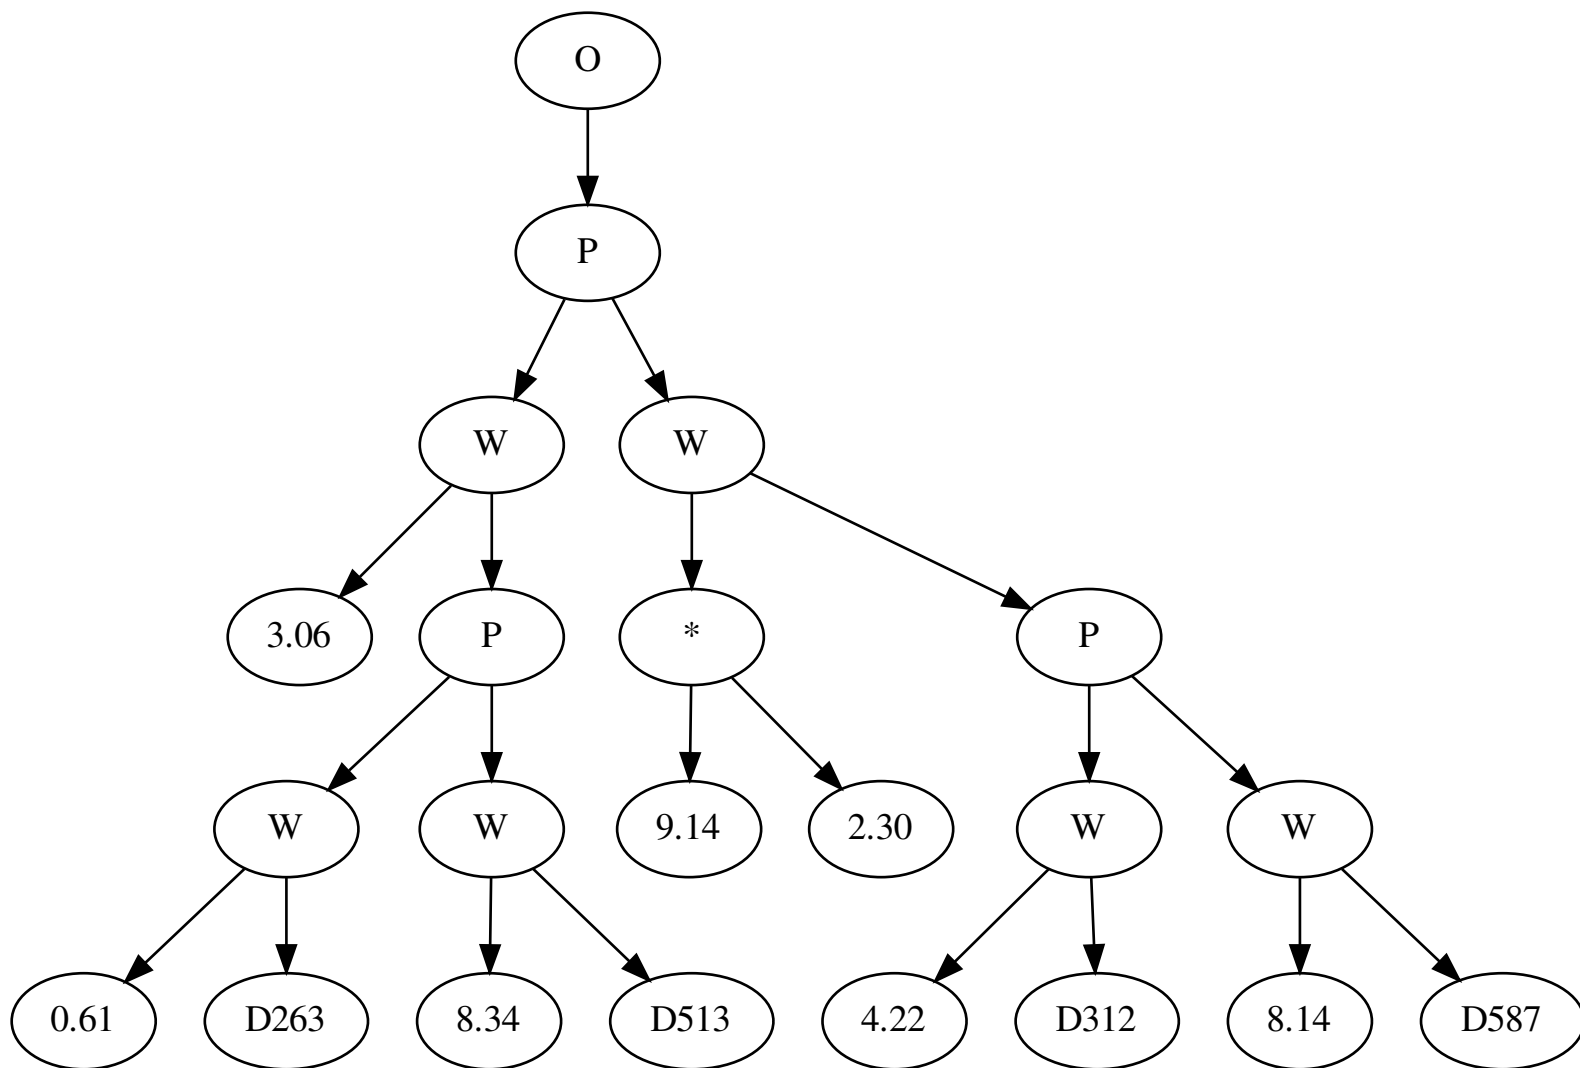 O
P
W W
3.06 P * P
W W 9.14 2.30 W W
0.61 D263 8.34 D513 4.22 D312 8.14 D587